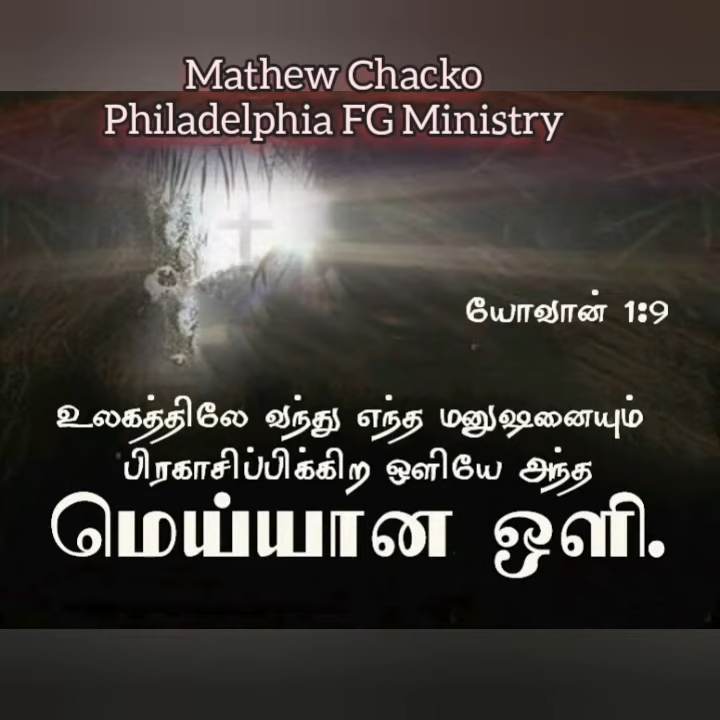 Mathew Chacko
Philadelphia FG Ministry
யோவான் 1:9
உலகத்திலே வந்து எந்த மனுஷனையும்
பிரகாசிப்பிக்கிற ஒளியே அந்த
மெய்யான ஒளி.